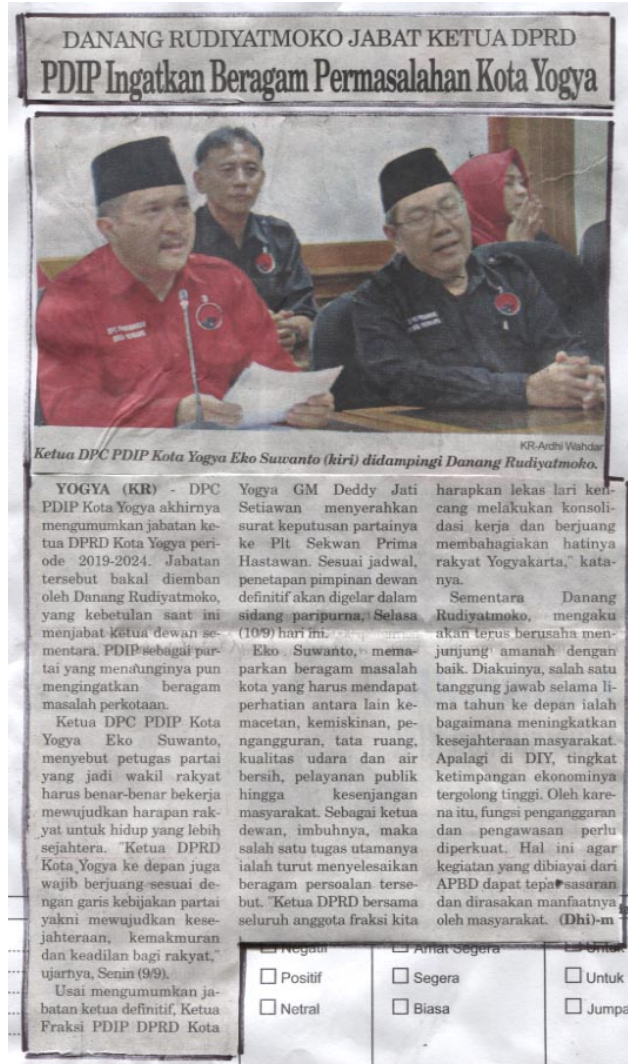 DANANG RUDIYATMOKO JABAT KETUA DPRD
PDIP Ingatkan Beragam Permasalahan Kota Yogya
KR-Ardhi Wahdan
Ketua DPC PDIP Kota Yogya Eko Suwanto (kiri) didampingi Danang Rudiyatmoko.
YOGYA (KR) - DPC
PDIP Kota Yogya akhirnya
mengumumkan jabatan ke-
tua DPRD Kota Yogya peri-
ode 2019-2024. Jabatan
tersebut bakal diemban
oleh Danang Rudiyatmoko,
yang kebetulan saat ini
menjabat ketua dewan se-
mentara. PDIP sebagai par-
tai yang menaunginya pun
mengingatkan beragam
masalah perkotaan.
Ketua DPC PDIP Kota
Yogya Eko Suwanto,
menyebut petugas partai
yang jadi wakil rakyat
harus benar-benar bekerja
mewujudkan harapan rak-
yat untuk hidup yang lebih
sejahtera. "Ketua DPRD
Kota Yogya ke depan juga
wajib berjuang sesuai de-
ngan garis kebijakan partai
yakni mewujudkan kese-
jahteraan, kemakmuran
dan keadilan bagi rakyat,"
ujarnya, Senin (9/9).
Usai mengumumkan ja-
batan ketua definitif, Ketua
Fraksi PDIP DPRD Kota
Yogya GM Deddy Jati
Setiawan menyerahkan
surat keputusan partainya
ke Plt Sekwan Prima
Hastawan. Sesuai jadwal,
penetapan pimpinan dewan
definitif akan digelar dalam
sidang paripurna, Selasa
(10/9) hari ini.
Eko Suwanto, mema-
parkan beragam masalah
kota yang harus mendapat
perhatian antara lain ke-
macetan, kemiskinan, pe-
ngangguran, tata ruang,
kualitas udara dan air
bersih, pelayanan publik
hingga kesenjangan
masyarakat. Sebagai ketua
dewan, imbuhnya, maka
salah satu tugas utamanya
ialah turut menyelesaikan
beragam persoalan terse-
but. "Ketua DPRD bersama
seluruh anggota fraksi kita
harapkan lekas lari ken-
cang melakukan konsoli-
dasi kerja dan berjuang
membahagiakan hatinya
rakyat Yogyakarta," kata-
nya.
Sementara Danang
Rudiyatmoko, mengaku
akan terus berusaha men-
junjung amanah dengan
baik. Diakuinya, salah satu
tanggung jawab selama li-
ma tahun ke depan ialah
bagaimana meningkatkan
kesejahteraan masyarakat.
Apalagi di DIY, tingkat
ketimpangan ekonominya
tergolong tinggi. Oleh kare-
na itu, fungsi penganggaran
dan pengawasan perlu
diperkuat. Hal ini agar
kegiatan yang dibiayai dari
APBD dapat tepat sasaran
dan dirasakan manfaatnya
oleh masyarakat. (Dhi)-m
Negatif Amat Segera Untuk
Positif Segera Untuk
Netral Biasa Jumpa